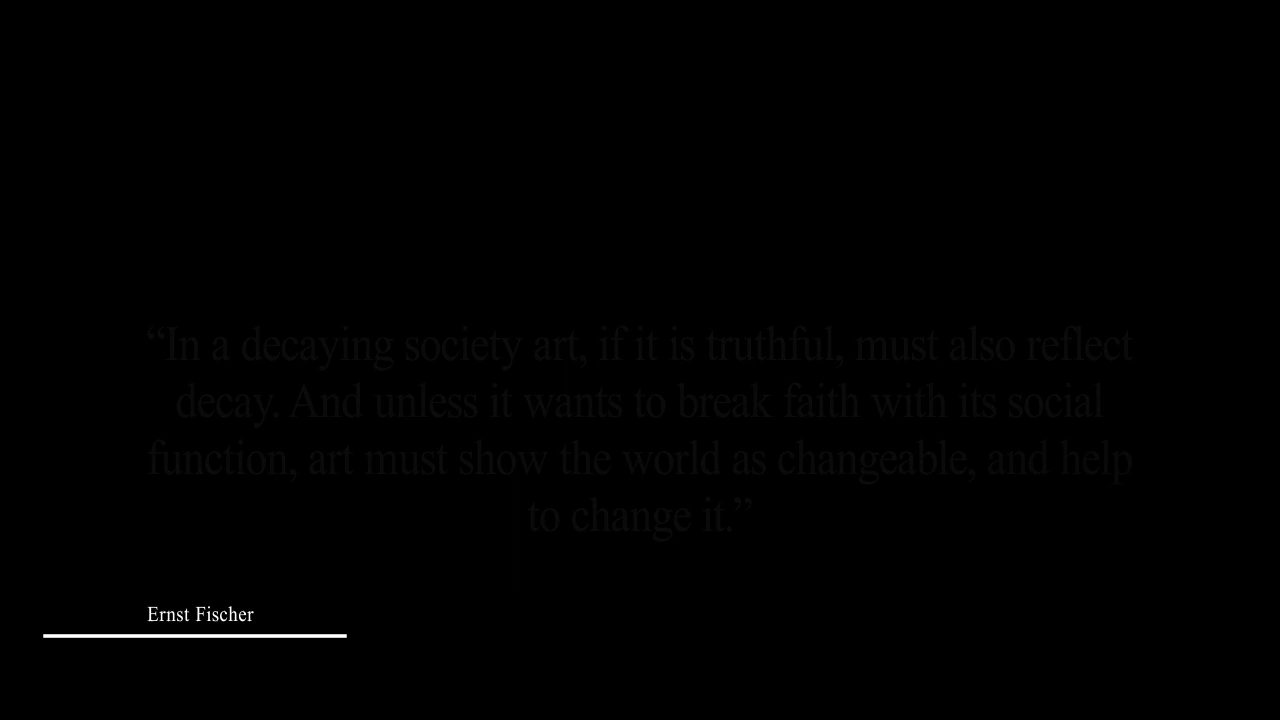 “In a decaying society art, if it is truthful, must also reflect
decay. And unless it wants to break faith with its social
function, art must show the world as changeable, and help
to change it.”
Ernst Fischer